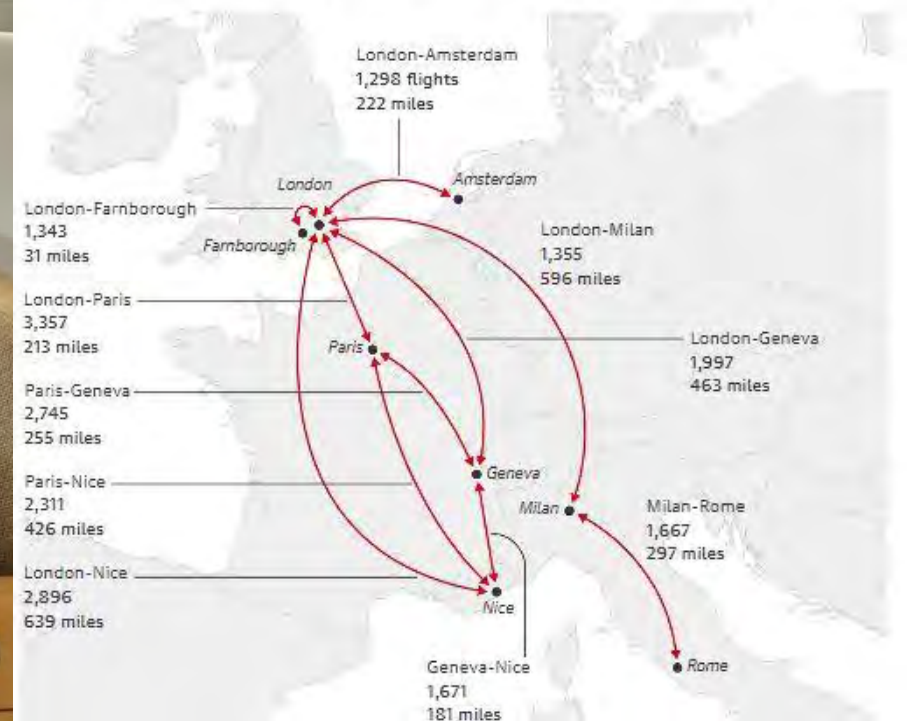 London-Amsterdam
1,298 flights
222 miles
London
Amsterdam
London-Farnborough
1,343
31 miles
Farnborough
London-Milan
1,355
596 miles
London-Paris
3,357
213 miles
Paris
London-Geneva
1,997
463 miles
Paris-Geneva
2,745
255 miles
Geneva
Paris-Nice
2,311
426 miles
Milan
Milan-Rome
1,667
297 miles
London-Nice
2,896
639 miles
Nice
Geneva-Nice
1,671
181 miles
Rome